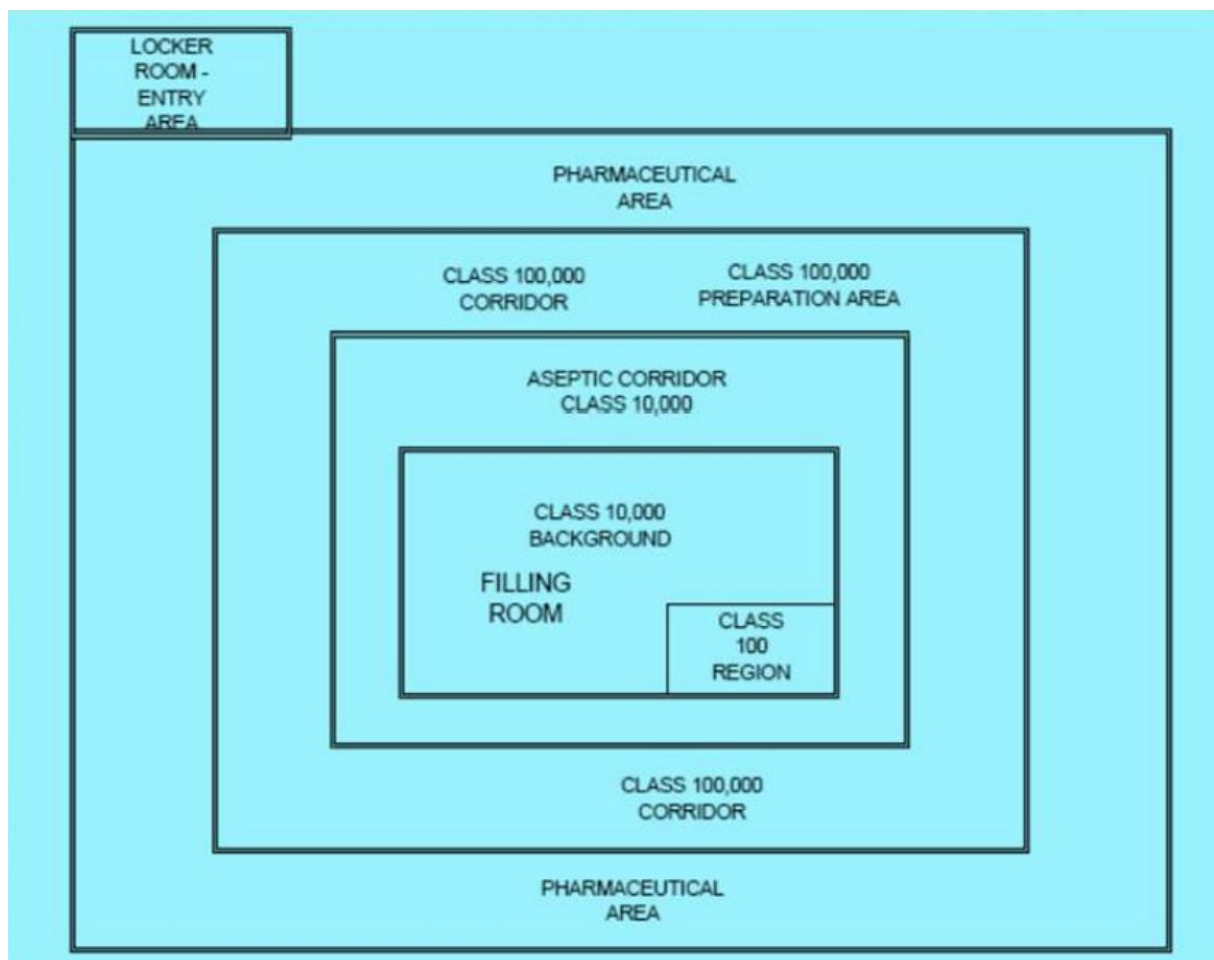 LOCKER
ROOM -
ENTRY
AREA
PHARMACEUTICAL
AREA
CLASS 100,000
CORRIDOR
CLASS 100,000
PREPARATION AREA
ASEPTIC CORRIDOR
CLASS 10,000
CLASS 10,000
BACKGROUND
FILLING
ROOM
CLASS
100
REGION
CLASS 100,000
CORRIDOR
PHARMACEUTICAL
AREA